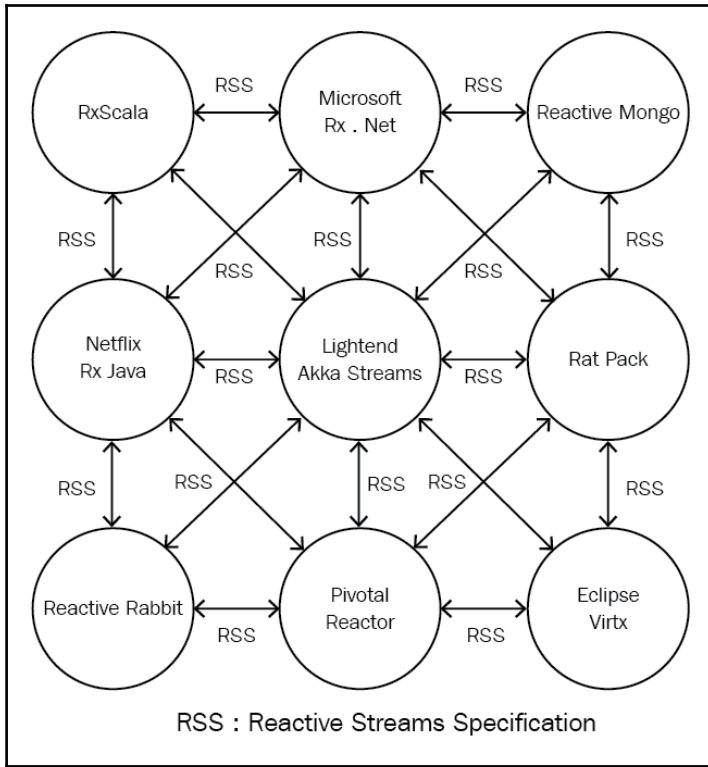 RSS
RSS
RxScala
Microsoft
Rx . Net
Reactive Mongo
RSS
RSS
RSS
RSS
RSS
Netflix
Rx Java
Lightend
Akka Streams
Rat Pack
RSS
RSS
RSS
RSS
RSS
RSS
RSS
Reactive Rabbit
Pivotal
Reactor
Eclipse
Virtx
RSS
RSS
RSS : Reactive Streams Specification